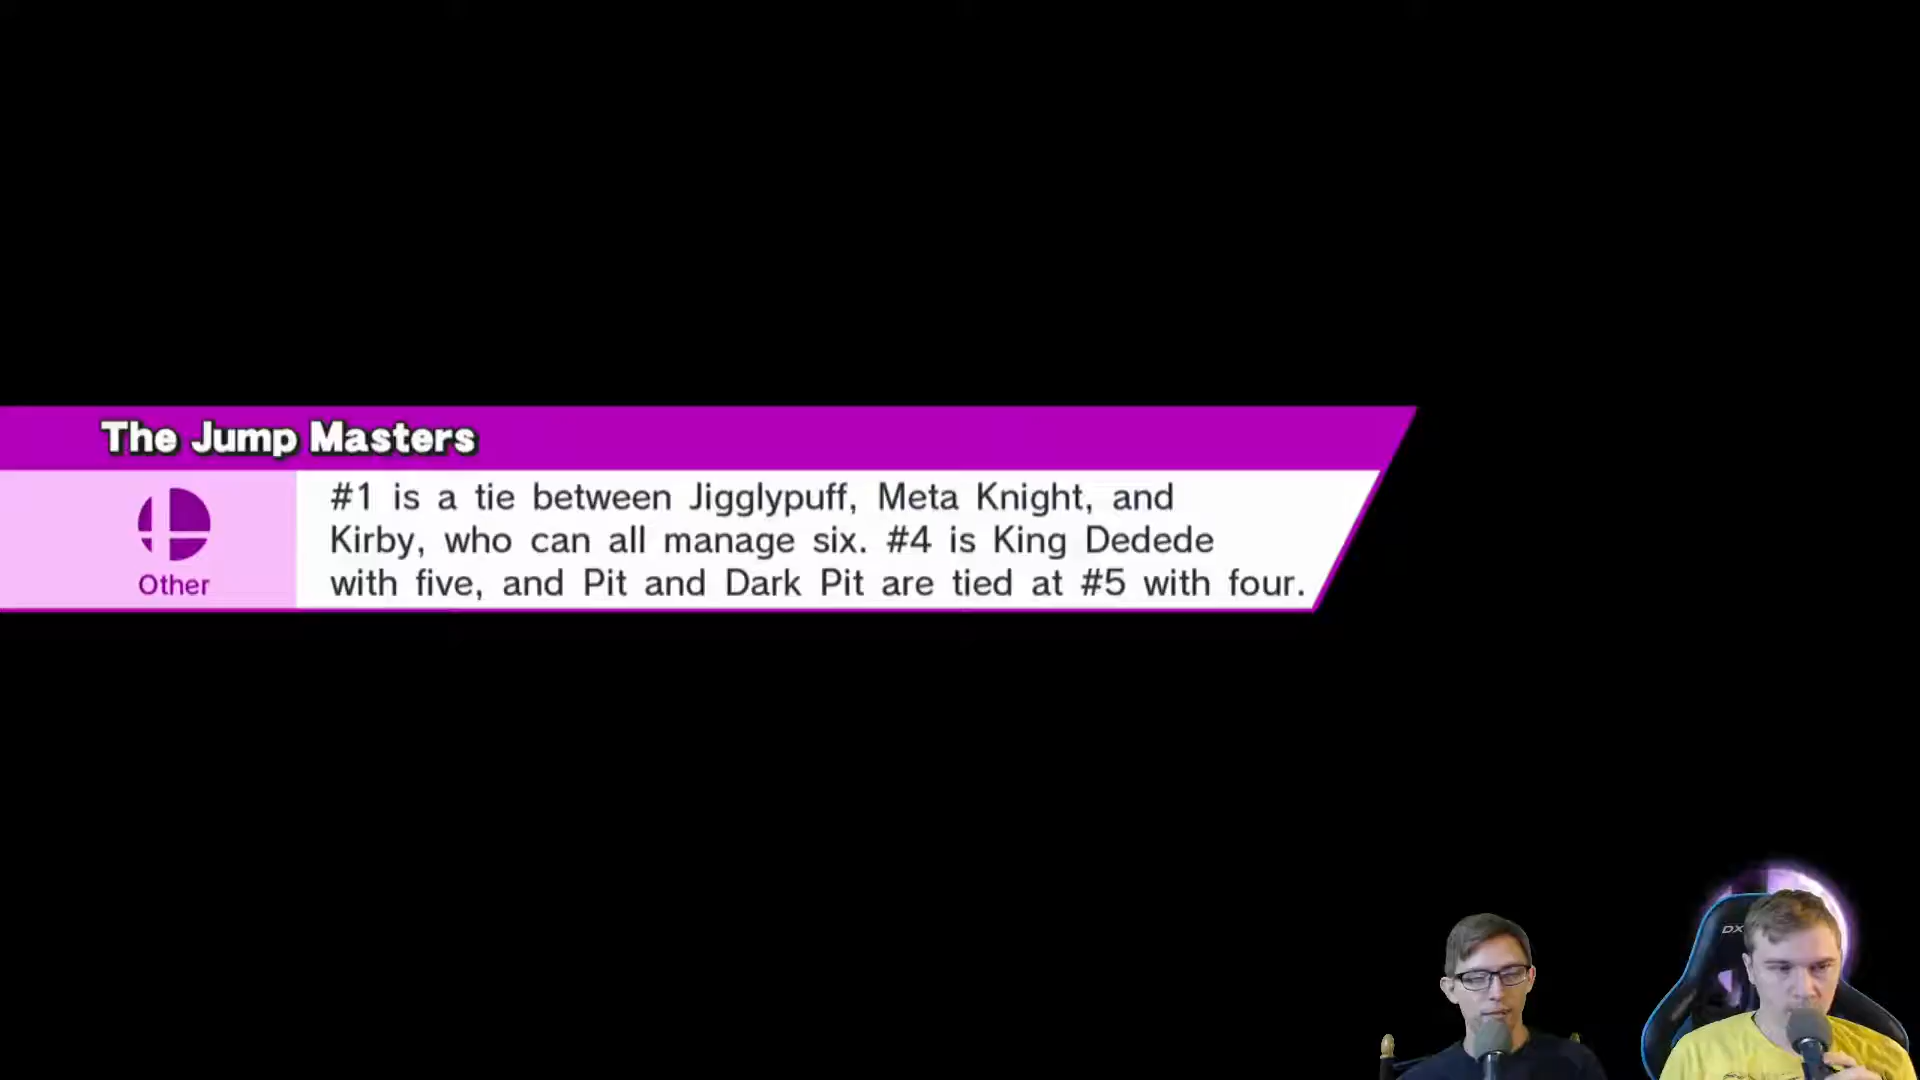 The Jump Masters
Other
#1 is a tie between Jigglypuff, Meta Knight, and
Kirby, who can all manage six. #4 is King Dedede
with five, and Pit and Dark Pit are tied at #5 with four.
DX